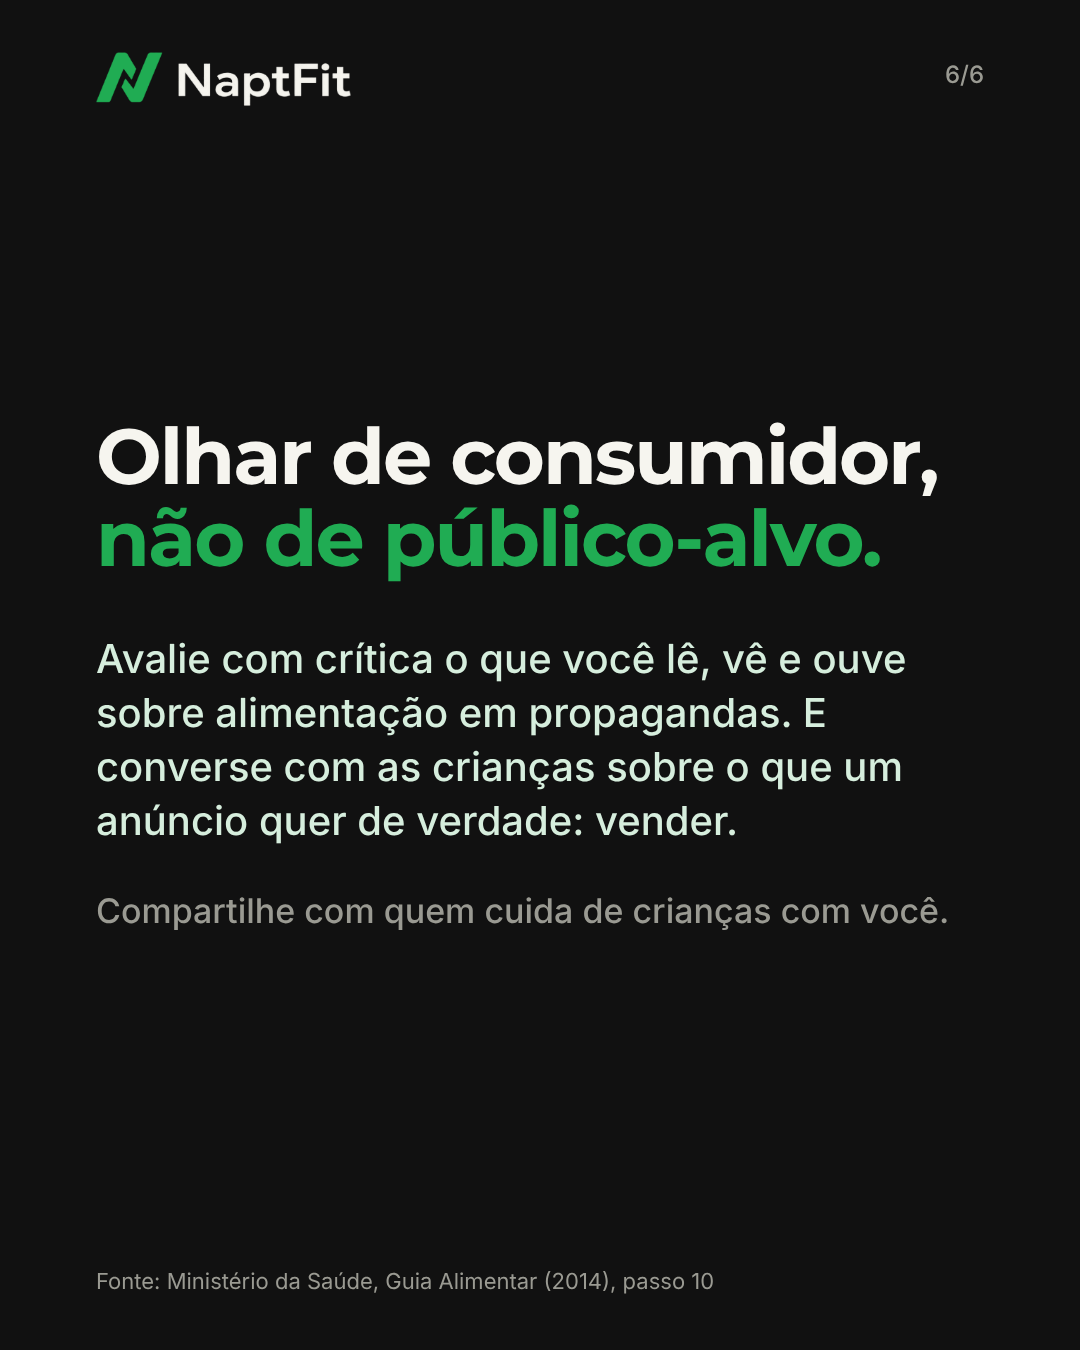 NaptFit
6/6
Olhar de consumidor,
não de público-alvo.
Avalie com crítica o que você lê, vê e ouve
sobre alimentação em propagandas. E
converse com as crianças sobre o que um
anúncio quer de verdade: vender.
Compartilhe com quem cuida de crianças com você.
Fonte: Ministério da Saúde, Guia Alimentar (2014), passo 10